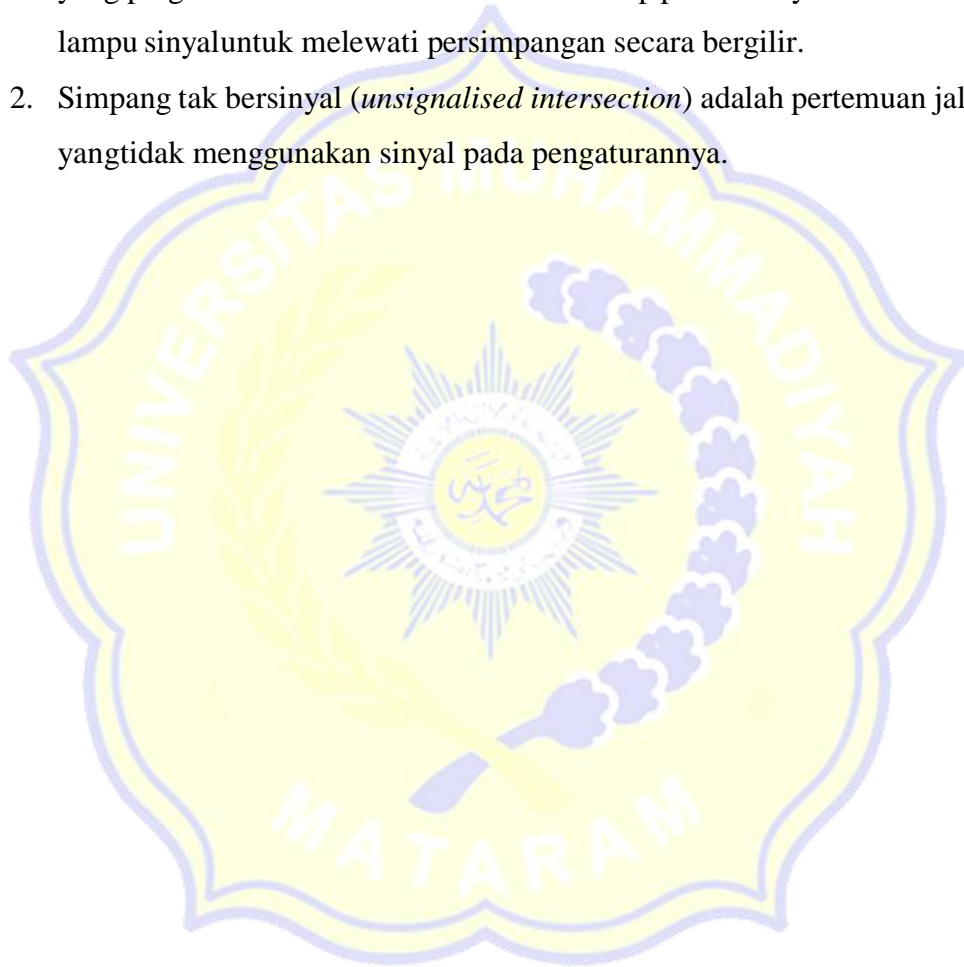 lampu sinyaluntuk melewati persimpangan secara bergilir.
2. Simpang tak bersinyal (unsignalised intersection) adalah pertemuan
yangtidak menggunakan sinyal pada pengaturannya.
UNIVERSITAS MUHAMMADIYAH
MATARAM